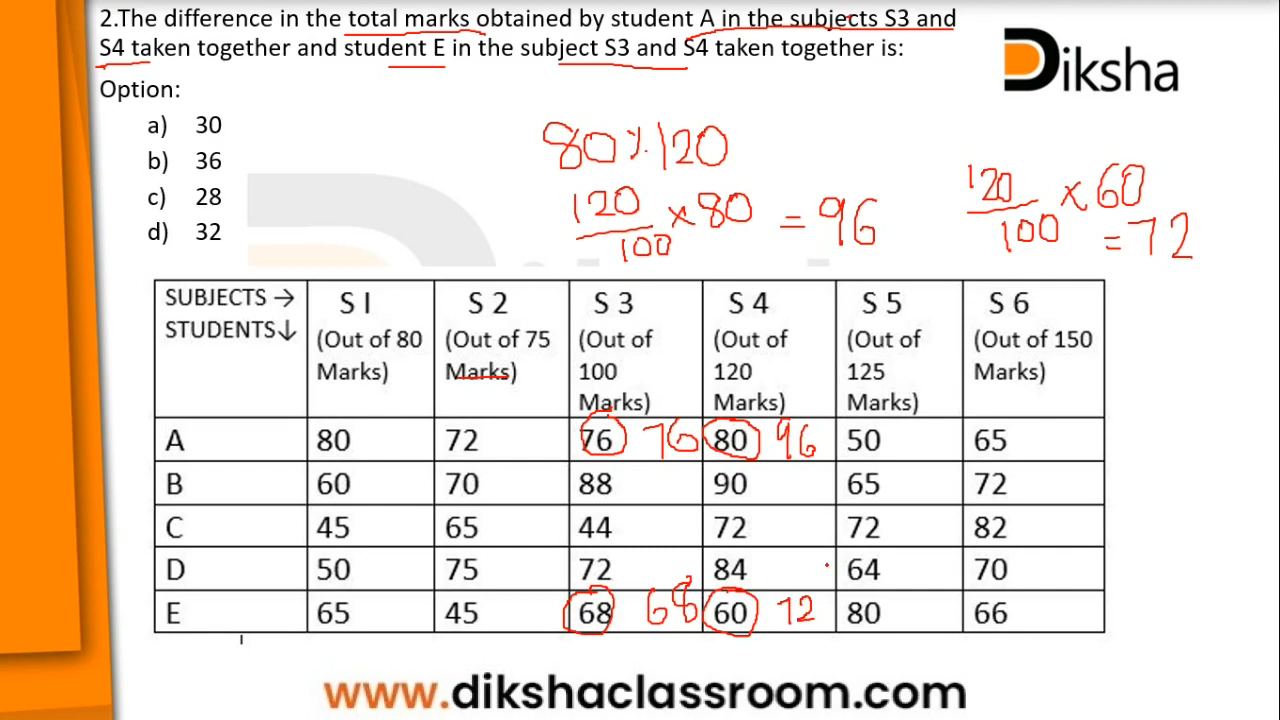 2.The difference in the total marks obtained by student A in the subjects S3 and
S4 taken together and student E in the subject S3 and S4 taken together is:
Diksha
Option:
a) 30
b) 36
c) 28
d) 32
80%120
120/100 × 80 = 96
120/100 × 60 = 72
SUBJECTS → STUDENTS↓ S 1 (Out of 80 Marks) S 2 (Out of 75 Marks) S 3 (Out of 100 Marks) S 4 (Out of 120 Marks) S 5 (Out of 125 Marks) S 6 (Out of 150 Marks)
A 80 72 76 76 80 96 50 65
B 60 70 88 90 65 72
C 45 65 44 72 72 82
D 50 75 72 84 64 70
E 65 45 68 68 60 72 80 66
www.dikshaclassroom.com